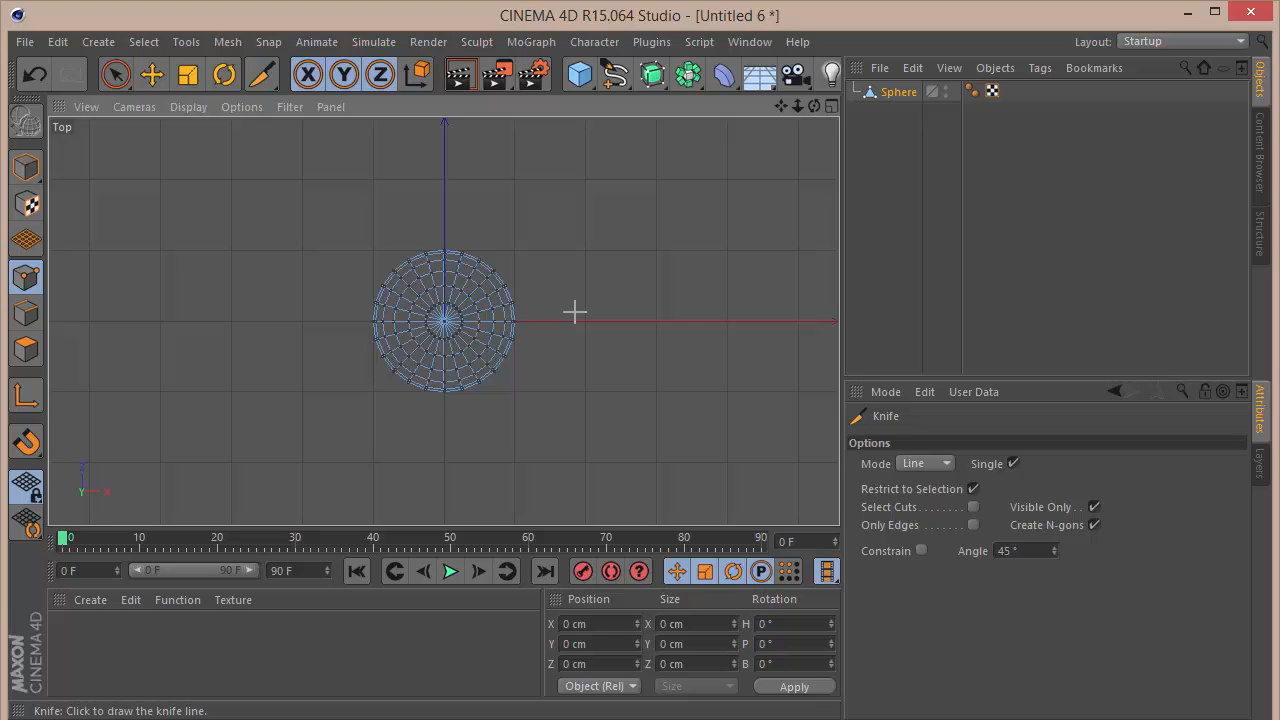 CINEMA 4D R15.064 Studio - [Untitled 6 *]
File Edit Create Select Tools Mesh Snap Animate Simulate Render Sculpt MoGraph Character Plugins Script Window Help Layout: Startup
X Y Z
File Edit View Objects Tags Bookmarks
Sphere
View Cameras Display Options Filter Panel
Top
Z
Y X
Objects
Content Browser
Structure
Mode Edit User Data
Knife
Options
Mode Line Single
Restrict to Selection
Select Cuts Visible Only
Only Edges Create N-gons
Constrain Angle 45 °
Attributes
Layers
0 10 20 30 40 50 60 70 80 90 0 F
0 F 0 F 90 F 90 F P
Create Edit Function Texture
Position Size Rotation
X 0 cm X 0 cm H 0 °
Y 0 cm Y 0 cm P 0 °
Z 0 cm Z 0 cm B 0 °
Object (Rel) Size Apply
MAXON
CINEMA 4D
Knife: Click to draw the knife line.